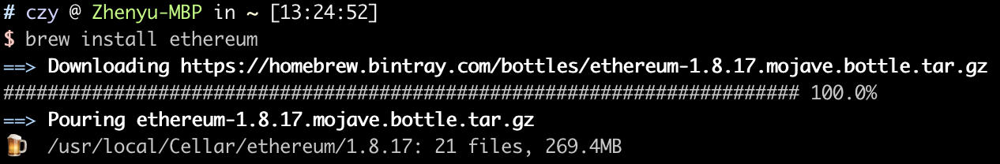 # czy @ Zhenyu-MBP in ~ [13:24:52]
$ brew install ethereum
==> Downloading https://homebrew.bintray.com/bottles/ethereum-1.8.17.mojave.bottle.tar.gz
######################################################################## 100.0%
==> Pouring ethereum-1.8.17.mojave.bottle.tar.gz
🍺  /usr/local/Cellar/ethereum/1.8.17: 21 files, 269.4MB